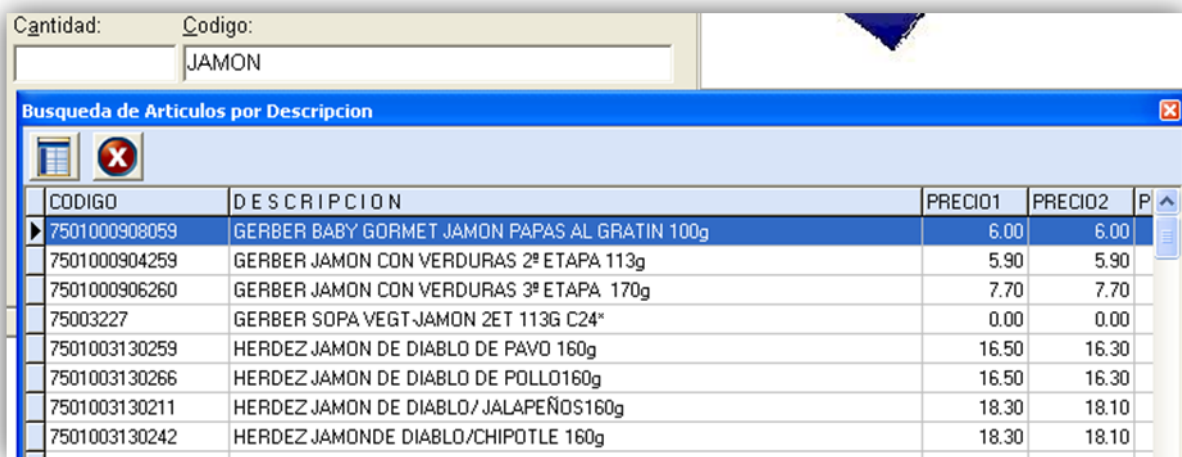 Cantidad: Codigo:
JAMON
Busqueda de Articulos por Descripcion
CODIGO DESCRIPCION PRECIO1 PRECIO2 P
7501000908059 GERBER BABY GORMET JAMON PAPAS AL GRATIN 100g 6.00 6.00
7501000904259 GERBER JAMON CON VERDURAS 2ª ETAPA 113g 5.90 5.90
7501000906260 GERBER JAMON CON VERDURAS 3ª ETAPA 170g 7.70 7.70
75003227 GERBER SOPA VEGT-JAMON 2ET 113G C24* 0.00 0.00
7501003130259 HERDEZ JAMON DE DIABLO DE PAVO 160g 16.50 16.30
7501003130266 HERDEZ JAMON DE DIABLO DE POLLO160g 16.50 16.30
7501003130211 HERDEZ JAMON DE DIABLO/ JALAPEÑOS160g 18.30 18.10
7501003130242 HERDEZ JAMONDE DIABLO/CHIPOTLE 160g 18.30 18.10